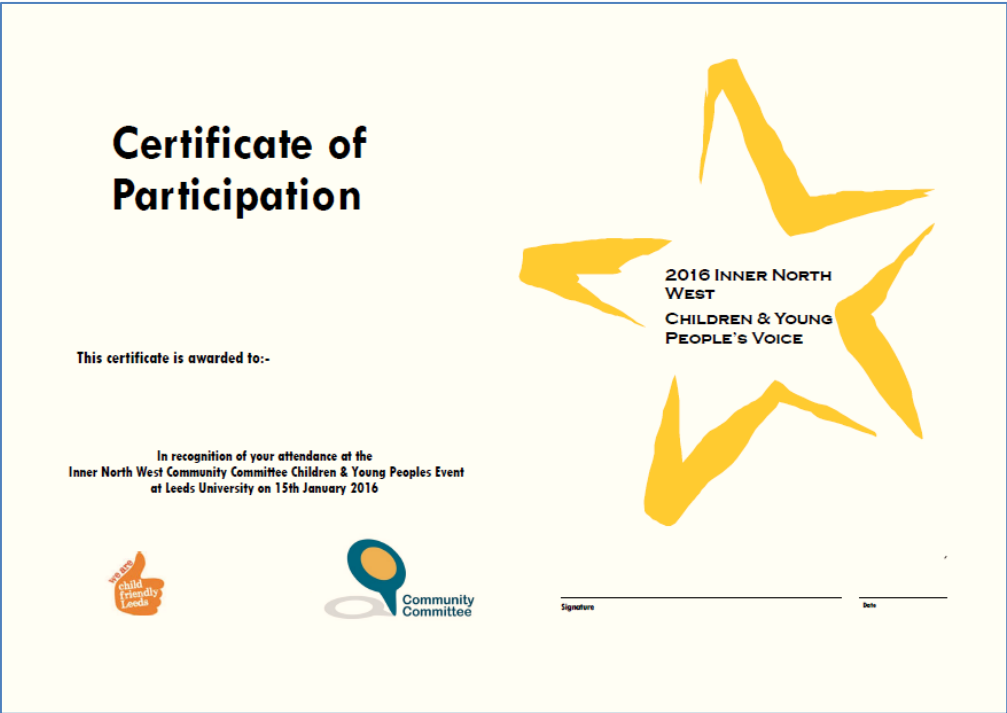 Certificate of
Participation
2016 Inner North
West
Children & Young
People's Voice
This certificate is awarded to:-
In recognition of your attendance at the
Inner North West Community Committee Children & Young Peoples Event
at Leeds University on 15th January 2016
we are
child
friendly
Leeds
Community
Committee
Signature
Date